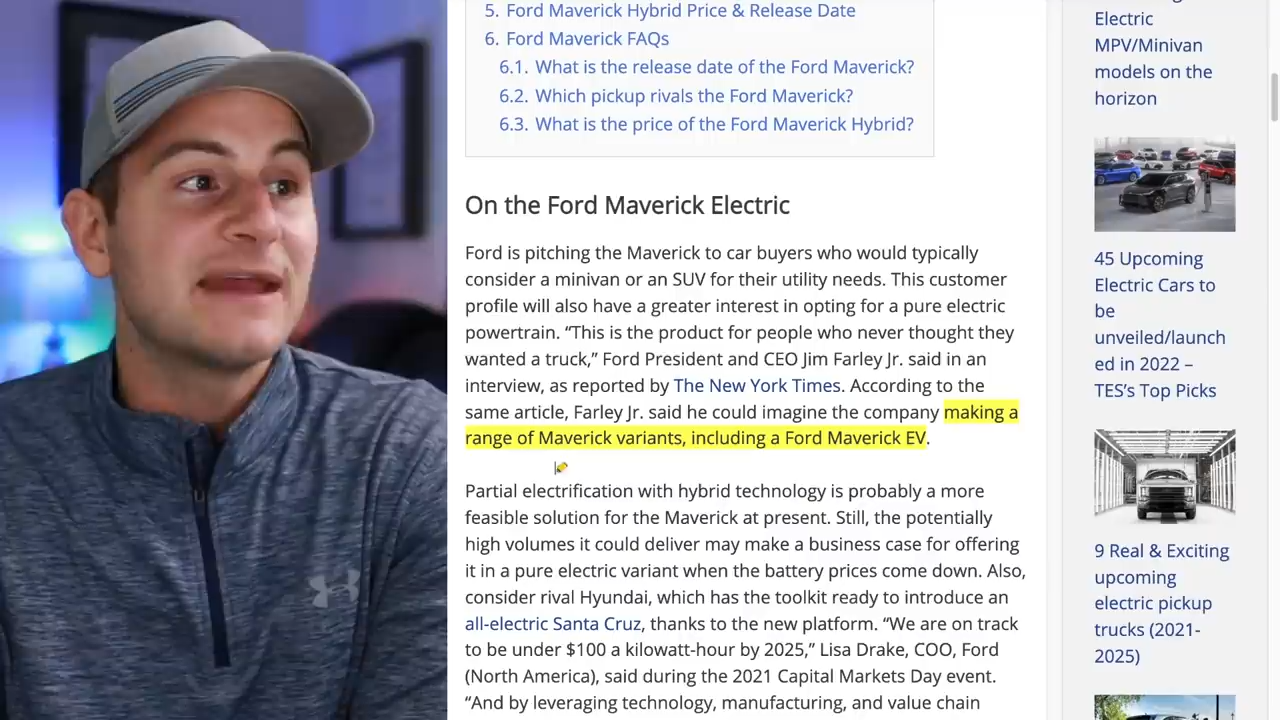 5. Ford Maverick Hybrid Price & Release Date
6. Ford Maverick FAQs
6.1. What is the release date of the Ford Maverick?
6.2. Which pickup rivals the Ford Maverick?
6.3. What is the price of the Ford Maverick Hybrid?
On the Ford Maverick Electric
Ford is pitching the Maverick to car buyers who would typically
consider a minivan or an SUV for their utility needs. This customer
profile will also have a greater interest in opting for a pure electric
powertrain. “This is the product for people who never thought they
wanted a truck,” Ford President and CEO Jim Farley Jr. said in an
interview, as reported by The New York Times. According to the
same article, Farley Jr. said he could imagine the company making a
range of Maverick variants, including a Ford Maverick EV.
Partial electrification with hybrid technology is probably a more
feasible solution for the Maverick at present. Still, the potentially
high volumes it could deliver may make a business case for offering
it in a pure electric variant when the battery prices come down. Also,
consider rival Hyundai, which has the toolkit ready to introduce an
all-electric Santa Cruz, thanks to the new platform. “We are on track
to be under $100 a kilowatt-hour by 2025,” Lisa Drake, COO, Ford
(North America), said during the 2021 Capital Markets Day event.
“And by leveraging technology, manufacturing, and value chain
Electric
MPV/Minivan
models on the
horizon
45 Upcoming
Electric Cars to
be
unveiled/launch
ed in 2022 –
TES’s Top Picks
9 Real & Exciting
upcoming
electric pickup
trucks (2021-
2025)